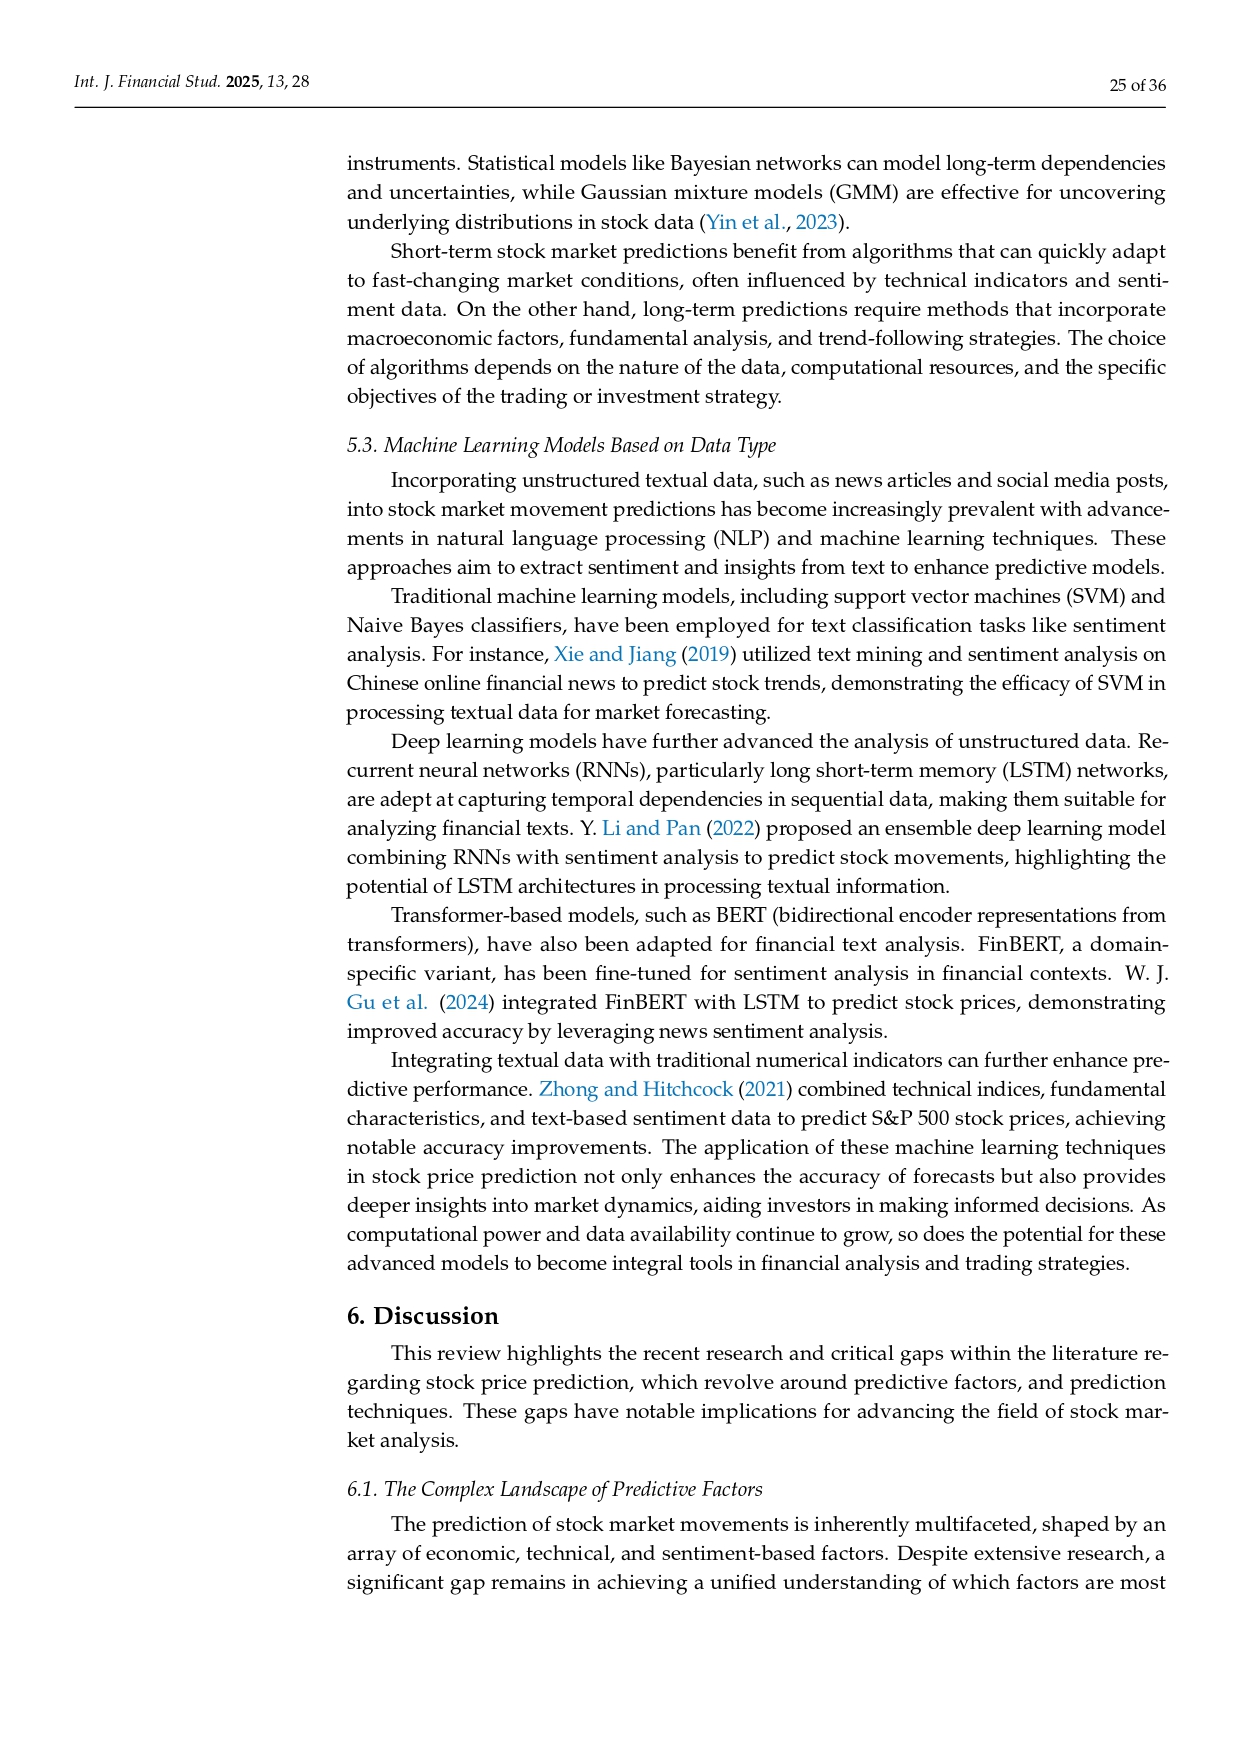 Int. J. Financial Stud. 2025, 13, 28
25 of 36
instruments. Statistical models like Bayesian networks can model long-term dependencies
and uncertainties, while Gaussian mixture models (GMM) are effective for uncovering
underlying distributions in stock data (Yin et al., 2023).
Short-term stock market predictions benefit from algorithms that can quickly adapt
to fast-changing market conditions, often influenced by technical indicators and senti-
ment data. On the other hand, long-term predictions require methods that incorporate
macroeconomic factors, fundamental analysis, and trend-following strategies. The choice
of algorithms depends on the nature of the data, computational resources, and the specific
objectives of the trading or investment strategy.
5.3. Machine Learning Models Based on Data Type
Incorporating unstructured textual data, such as news articles and social media posts,
into stock market movement predictions has become increasingly prevalent with advance-
ments in natural language processing (NLP) and machine learning techniques. These
approaches aim to extract sentiment and insights from text to enhance predictive models.
Traditional machine learning models, including support vector machines (SVM) and
Naive Bayes classifiers, have been employed for text classification tasks like sentiment
analysis. For instance, Xie and Jiang (2019) utilized text mining and sentiment analysis on
Chinese online financial news to predict stock trends, demonstrating the efficacy of SVM in
processing textual data for market forecasting.
Deep learning models have further advanced the analysis of unstructured data. Re-
current neural networks (RNNs), particularly long short-term memory (LSTM) networks,
are adept at capturing temporal dependencies in sequential data, making them suitable for
analyzing financial texts. Y. Li and Pan (2022) proposed an ensemble deep learning model
combining RNNs with sentiment analysis to predict stock movements, highlighting the
potential of LSTM architectures in processing textual information.
Transformer-based models, such as BERT (bidirectional encoder representations from
transformers), have also been adapted for financial text analysis. FinBERT, a domain-
specific variant, has been fine-tuned for sentiment analysis in financial contexts. W. J.
Gu et al. (2024) integrated FinBERT with LSTM to predict stock prices, demonstrating
improved accuracy by leveraging news sentiment analysis.
Integrating textual data with traditional numerical indicators can further enhance pre-
dictive performance. Zhong and Hitchcock (2021) combined technical indices, fundamental
characteristics, and text-based sentiment data to predict S&P 500 stock prices, achieving
notable accuracy improvements. The application of these machine learning techniques
in stock price prediction not only enhances the accuracy of forecasts but also provides
deeper insights into market dynamics, aiding investors in making informed decisions. As
computational power and data availability continue to grow, so does the potential for these
advanced models to become integral tools in financial analysis and trading strategies.
6. Discussion
This review highlights the recent research and critical gaps within the literature re-
garding stock price prediction, which revolve around predictive factors, and prediction
techniques. These gaps have notable implications for advancing the field of stock mar-
ket analysis.
6.1. The Complex Landscape of Predictive Factors
The prediction of stock market movements is inherently multifaceted, shaped by an
array of economic, technical, and sentiment-based factors. Despite extensive research, a
significant gap remains in achieving a unified understanding of which factors are most